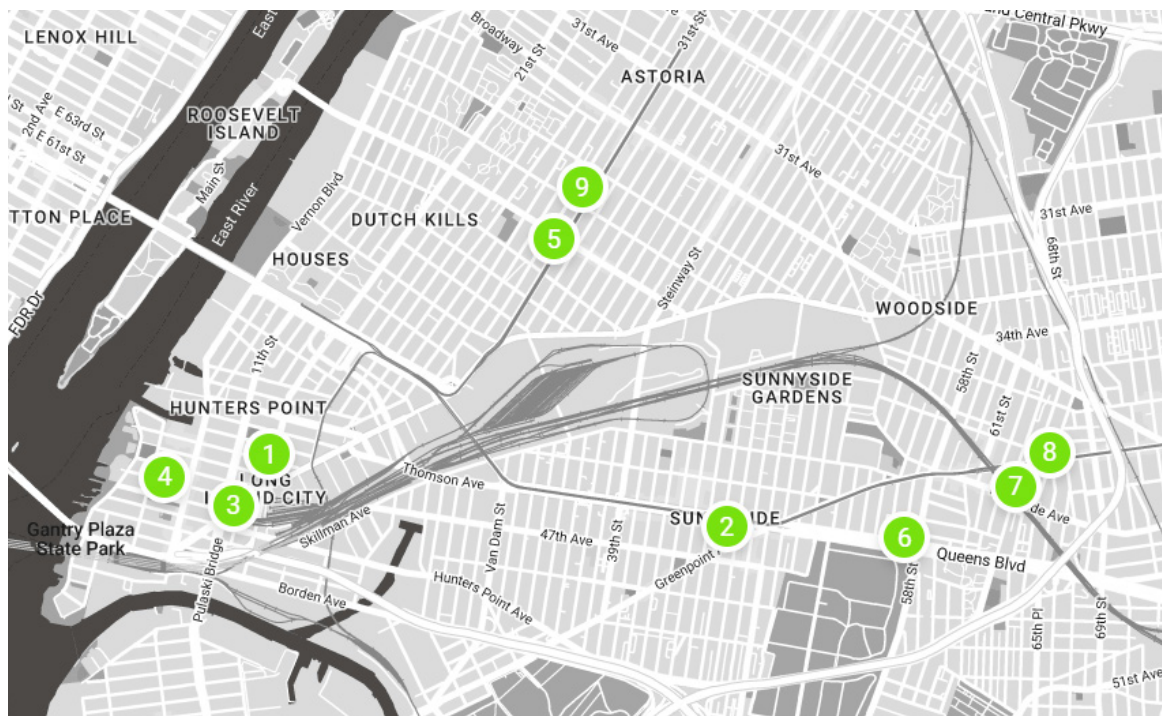 LENOX HILL
2nd Ave
E 63rd St
E 61st St
East
ROOSEVELT
ISLAND
Main St
East River
TTON PLACE
FDR Dr
Vernon Blvd
HOUSES
DUTCH KILLS
Broadway
21st St
31st Ave
31st St
ASTORIA
31st Ave
Central Pkwy
31st Ave
68th St
9
5
Steinway St
WOODSIDE
34th Ave
58th St
61st St
SUNNYSIDE
GARDENS
11th St
HUNTERS POINT
1
4
LONG
3
CITY
Thomson Ave
Skillman Ave
Gantry Plaza
State Park
Pulaski Bridge
Borden Ave
Hunters Point Ave
Van Dam St
47th Ave
39th St
Greenpoint
2
6
Queens Blvd
58th St
8
7
de Ave
65th Pl
69th St
51st Ave